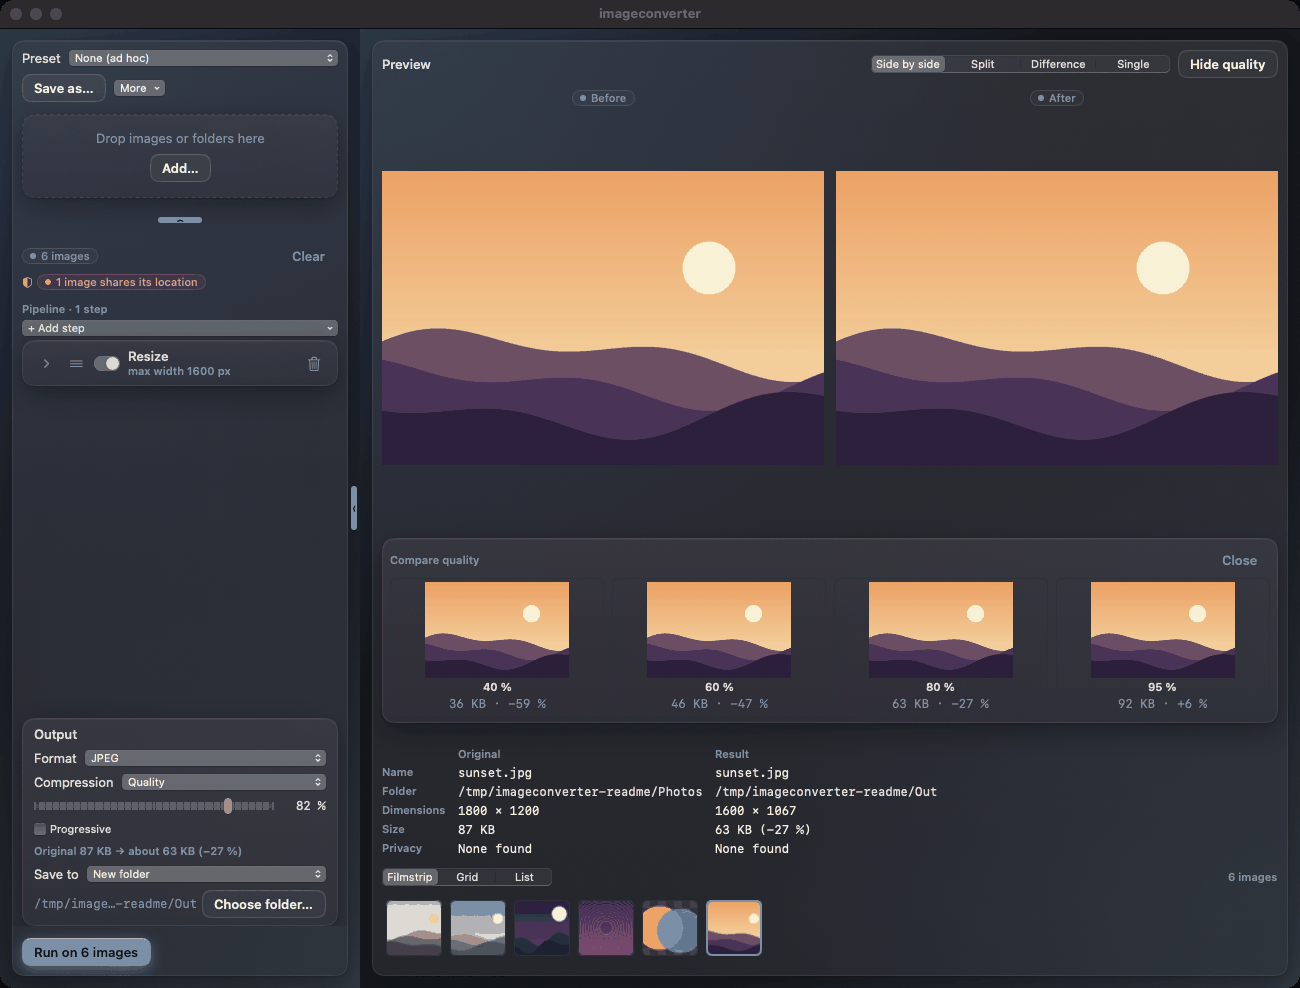 imageconverter
Preset None (ad hoc)
Save as... More
Drop images or folders here
Add...
6 images Clear
1 image shares its location
Pipeline · 1 step
+ Add step
Resize
max width 1600 px
Output
Format JPEG
Compression Quality
82 %
Progressive
Original 87 KB → about 63 KB (−27 %)
Save to New folder
/tmp/image…-readme/Out Choose folder...
Run on 6 images
Preview Side by side Split Difference Single Hide quality
Before After
Compare quality Close
40 % 60 % 80 % 95 %
36 KB · −59 % 46 KB · −47 % 63 KB · −27 % 92 KB · +6 %
Original Result
Name sunset.jpg sunset.jpg
Folder /tmp/imageconverter-readme/Photos /tmp/imageconverter-readme/Out
Dimensions 1800 × 1200 1600 × 1067
Size 87 KB 63 KB (−27 %)
Privacy None found None found
Filmstrip Grid List 6 images